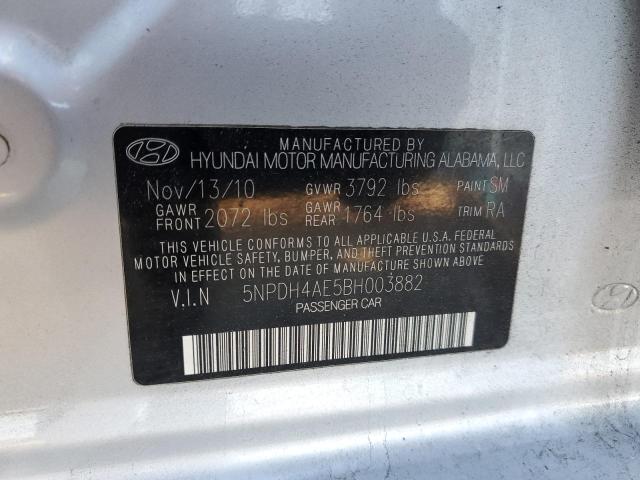 MANUFACTURED BY
HYUNDAI MOTOR MANUFACTURING ALABAMA, LLC
Nov/13/10 GVWR 3792 lbs PAINT SM
GAWR FRONT 2072 lbs GAWR REAR 1764 lbs TRIM RA
THIS VEHICLE CONFORMS TO ALL APPLICABLE U.S.A. FEDERAL
MOTOR VEHICLE SAFETY, BUMPER, AND THEFT PREVENTION STANDARDS
IN EFFECT ON THE DATE OF MANUFACTURE SHOWN ABOVE.
V.I.N 5NPDH4AE5BH003882
PASSENGER CAR